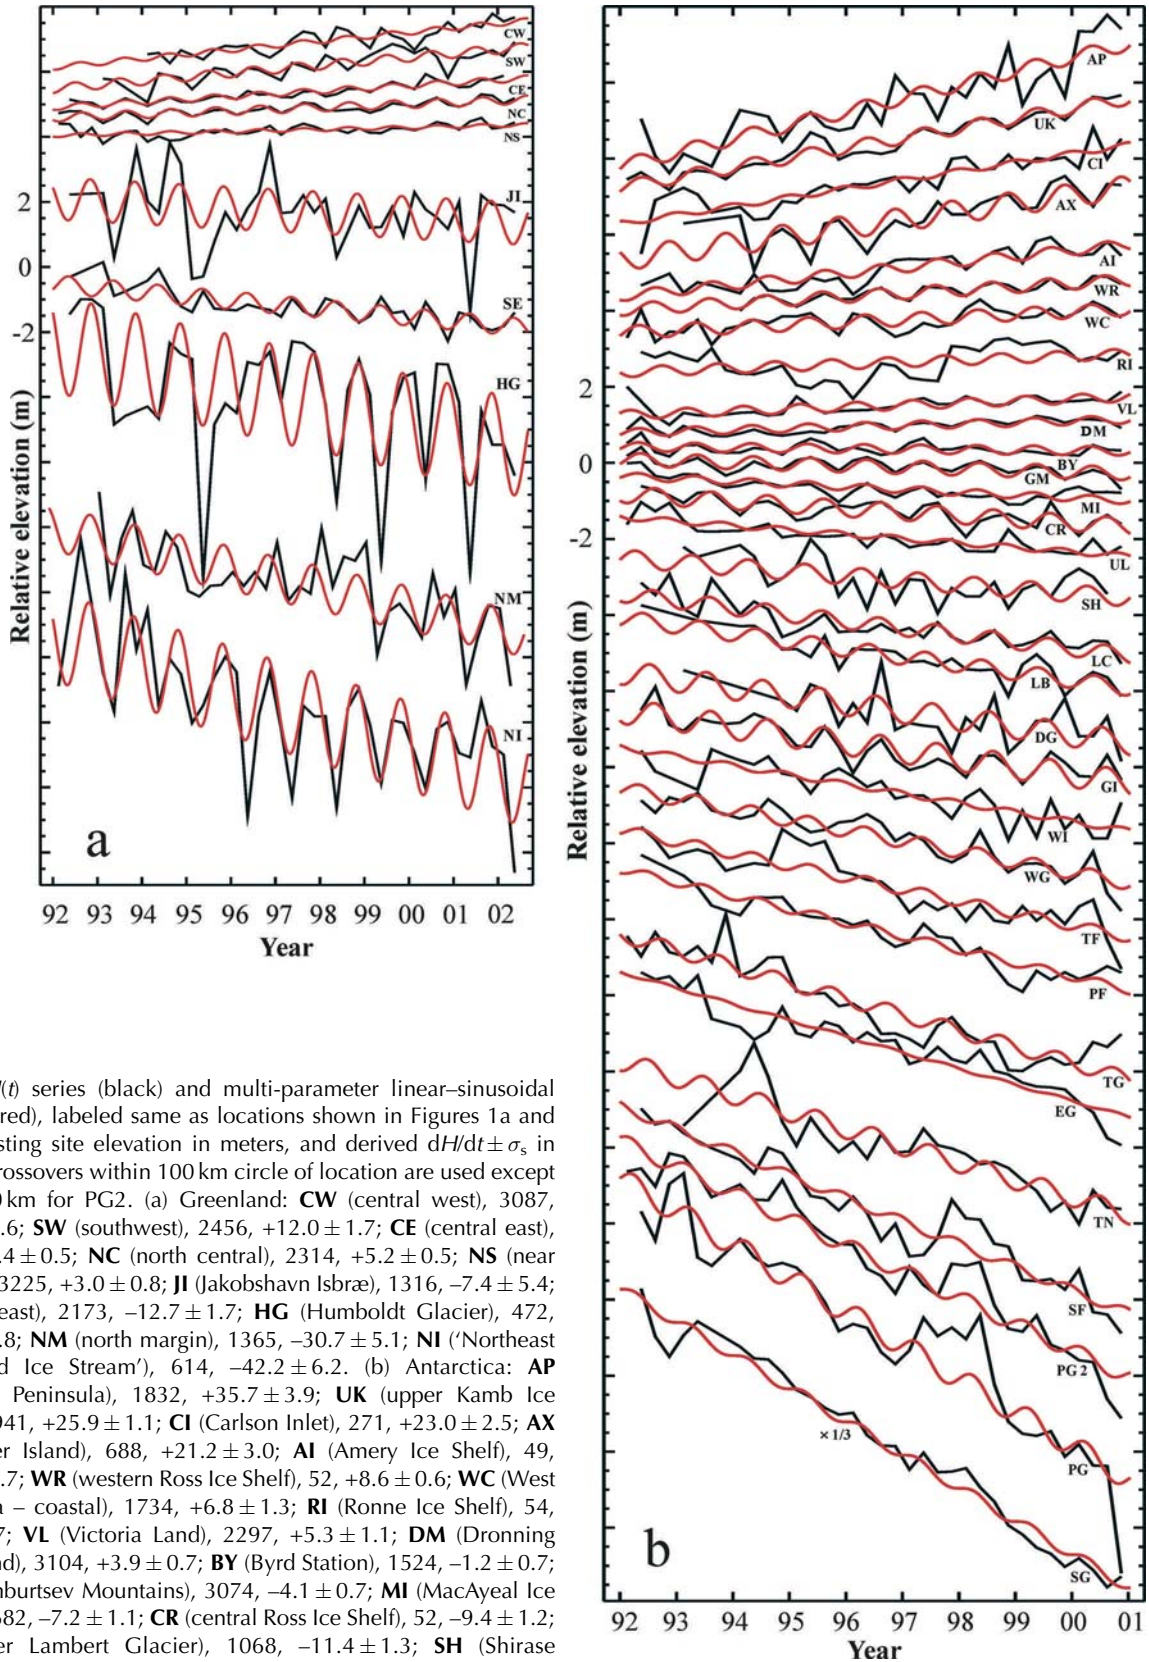 CW
SW
CE
NC
NS
JI
SE
HG
NM
NI
2
0
-2
Relative elevation (m)
a
92 93 94 95 96 97 98 99 00 01 02
Year
AP
UK
CI
AX
AI
WR
WC
RI
VL
DM
BY
GM
MI
CR
UL
SH
LC
LB
DG
GI
WI
WG
TF
PF
TG
EG
TN
SF
PG 2
PG
× 1/3
SG
2
0
-2
Relative elevation (m)
b
92 93 94 95 96 97 98 99 00 01
Year
(t) series (black) and multi-parameter linear–sinusoidal
red), labeled same as locations shown in Figures 1a and
sting site elevation in meters, and derived dH/dt ± σs in
rossovers within 100 km circle of location are used except
0 km for PG2. (a) Greenland: CW (central west), 3087,
.6; SW (southwest), 2456, +12.0 ± 1.7; CE (central east),
.4 ± 0.5; NC (north central), 2314, +5.2 ± 0.5; NS (near
3225, +3.0 ± 0.8; JI (Jakobshavn Isbræ), 1316, –7.4 ± 5.4;
east), 2173, –12.7 ± 1.7; HG (Humboldt Glacier), 472,
.8; NM (north margin), 1365, –30.7 ± 5.1; NI (‘Northeast
d Ice Stream’), 614, –42.2 ± 6.2. (b) Antarctica: AP
Peninsula), 1832, +35.7 ± 3.9; UK (upper Kamb Ice
941, +25.9 ± 1.1; CI (Carlson Inlet), 271, +23.0 ± 2.5; AX
er Island), 688, +21.2 ± 3.0; AI (Amery Ice Shelf), 49,
.7; WR (western Ross Ice Shelf), 52, +8.6 ± 0.6; WC (West
a – coastal), 1734, +6.8 ± 1.3; RI (Ronne Ice Shelf), 54,
7; VL (Victoria Land), 2297, +5.3 ± 1.1; DM (Dronning
nd), 3104, +3.9 ± 0.7; BY (Byrd Station), 1524, –1.2 ± 0.7;
mburtsev Mountains), 3074, –4.1 ± 0.7; MI (MacAyeal Ice
682, –7.2 ± 1.1; CR (central Ross Ice Shelf), 52, –9.4 ± 1.2;
er Lambert Glacier), 1068, –11.4 ± 1.3; SH (Shirase